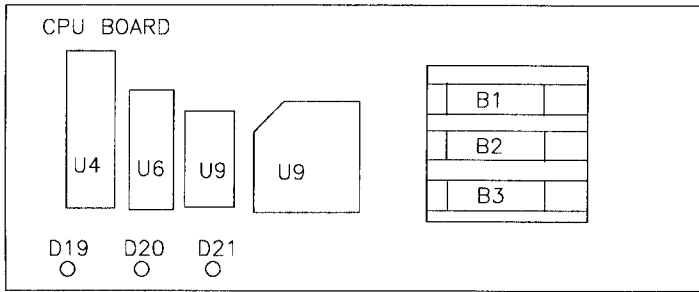 CPU BOARD
B1
B2
U4 U6 U9 U9
B3
D19 D20 D21